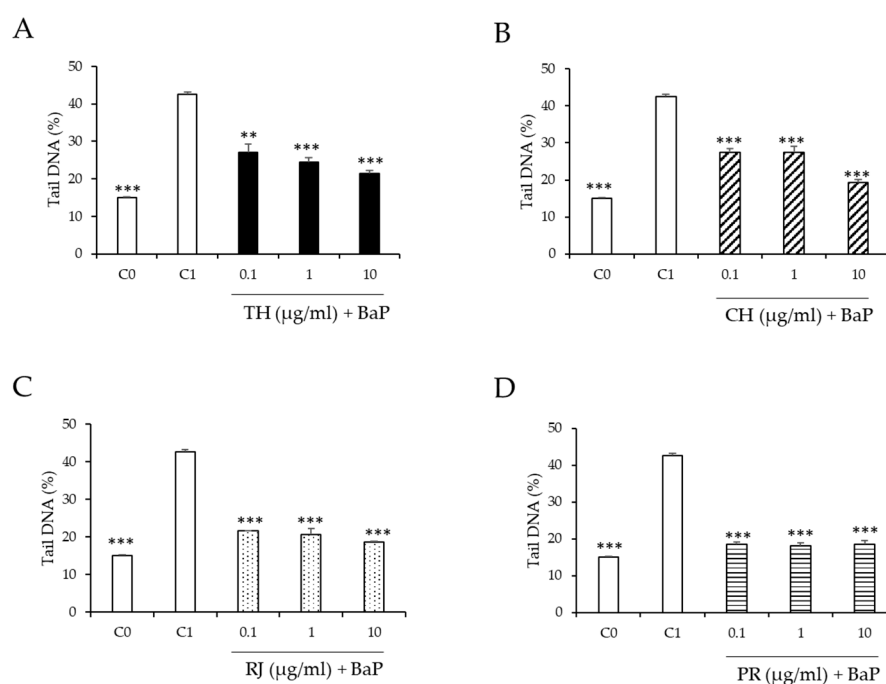 A
Tail DNA (%)
50
40
30
20
10
0
***
**
***
***
C0 C1 0.1 1 10
TH (µg/ml) + BaP
B
Tail DNA (%)
50
40
30
20
10
0
***
***
***
***
C0 C1 0.1 1 10
CH (µg/ml) + BaP
C
Tail DNA (%)
50
40
30
20
10
0
***
***
***
***
C0 C1 0.1 1 10
RJ (µg/ml) + BaP
D
Tail DNA (%)
50
40
30
20
10
0
***
***
***
***
C0 C1 0.1 1 10
PR (µg/ml) + BaP